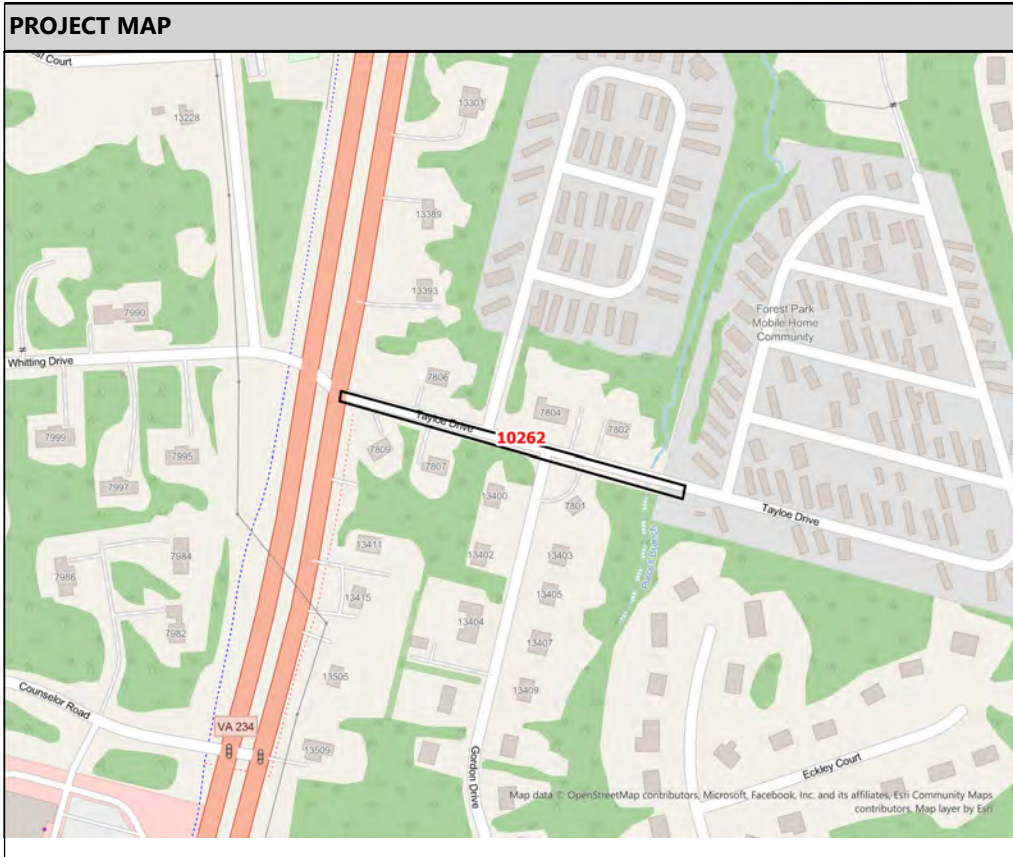 PROJECT MAP
Court
13228
13301
13389
7990
13393
Forest Park
Mobile Home
Community
Whitting Drive
7806
7804
Tayloe Drive
10262
7802
7999
7995
7809
7807
7997
13400
7801
Tayloe Drive
13411
13402
13403
7984
7986
Branch
13415
13405
13404
7982
13407
13505
13409
Counselor Road
VA 234
13509
Gordon Drive
Eckley Court
Map data © OpenStreetMap contributors, Microsoft, Facebook, Inc. and its affiliates, Esri Community Maps
contributors, Map layer by Esri